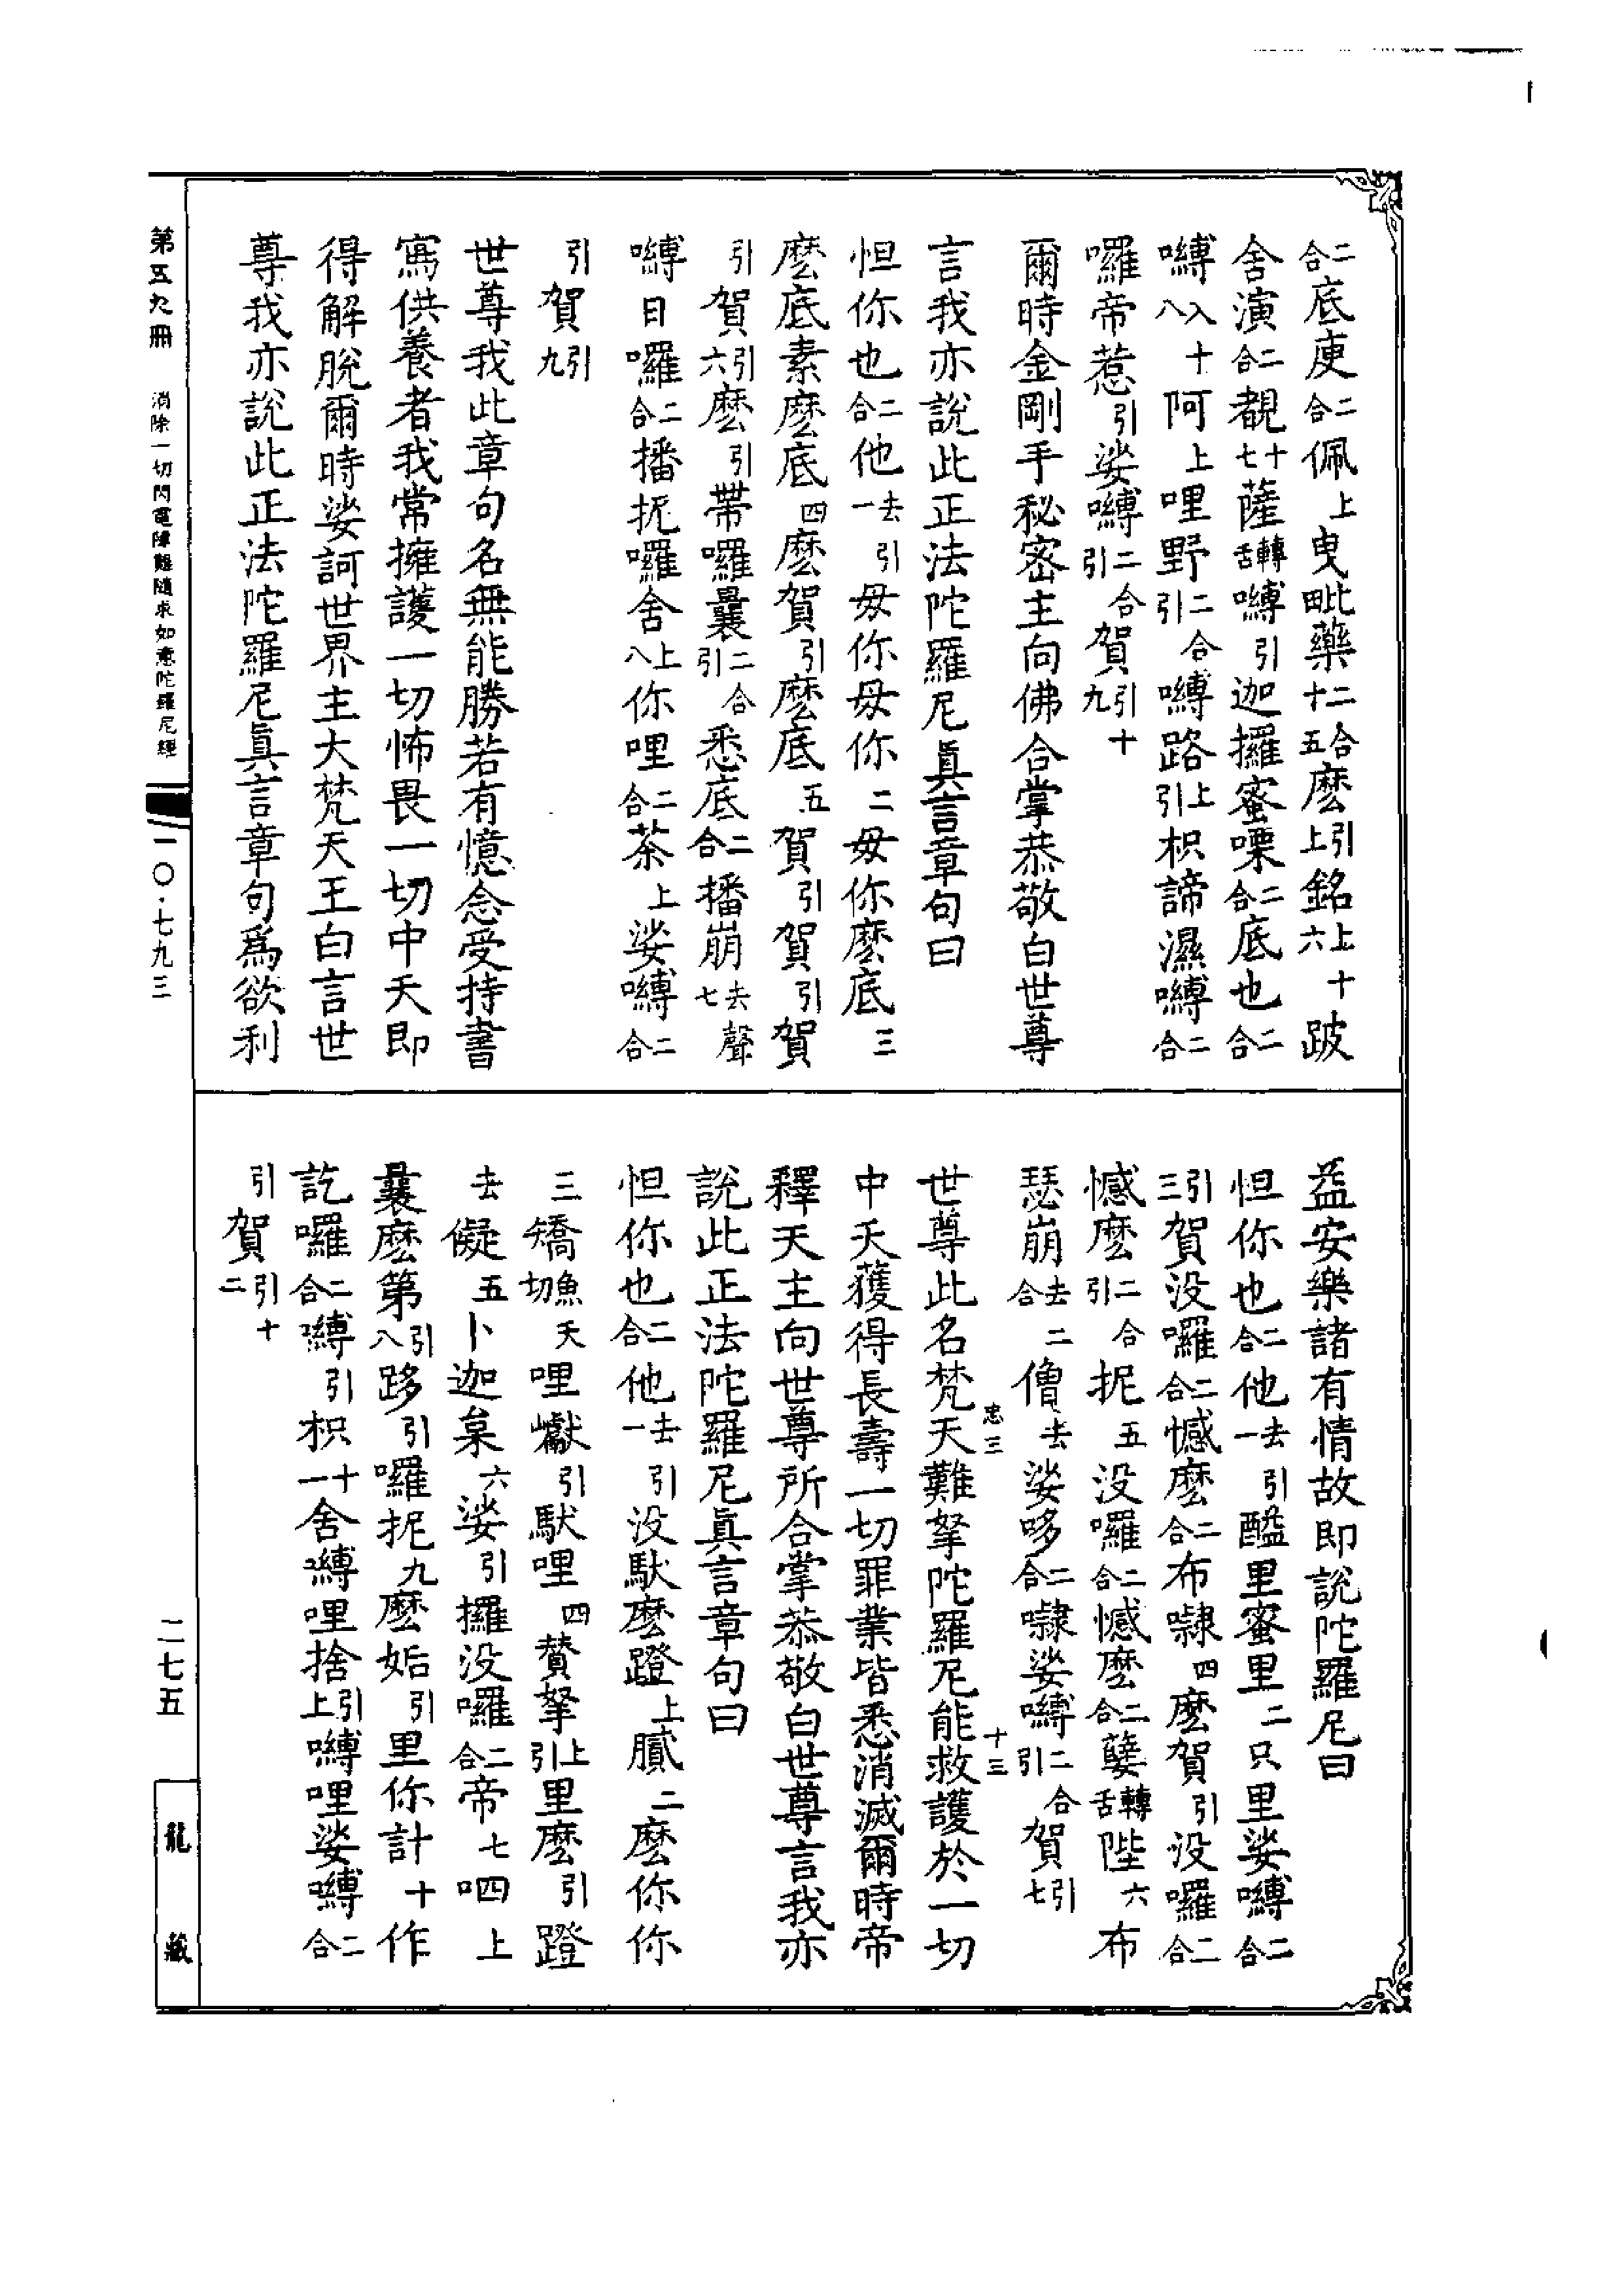 二合底庾二合佩上曳毗藥二合十五麼引上銘上十六跛
舍演二合覩十七薩轉舌嚩引迦攞蜜㗚二合底也二合
嚩入十八阿上哩野二合引嚩路上引枳諦濕嚩二合
囉帝惹引娑嚩二合引賀引十九
爾時金剛手秘密主向佛合掌恭敬白世尊
言我亦說此正法陀羅尼眞言章句曰
怛你也二合他去一引毋你毋你二毋你麼底三
麼底素麼底四麼賀引麼底五賀引賀引賀
引賀引六麼引帶囉曩二合引悉底二合播崩去聲七
嚩日囉二合播抳囉舍上八你哩二合茶上娑嚩二合
引賀引九
世尊我此章句名無能勝若有憶念受持書
寫供養者我常擁護一切怖畏一切中夭即
得解脫爾時娑訶世界主大梵天王白言世
尊我亦說此正法陀羅尼眞言章句爲欲利
益安樂諸有情故即說陀羅尼曰
怛你也二合他去一引醯里蜜里二只里娑嚩二合
引三賀没囉二合憾麼二合布㘑四麼賀引没囉二合
憾麼二合引抳五没囉二合憾麼二合孽轉舌陛六布
瑟崩去二合僧去娑哆二合㘑娑嚩二合引賀引七
世尊此名梵天難拏陀羅尼能救護於一切
中夭獲得長壽一切罪業皆悉消滅爾時帝
釋天主向世尊所合掌恭敬白世尊言我亦
說此正法陀羅尼眞言章句曰
怛你也二合他去一引没馱麼蹬上膩二麼你你
三矯魚夭切哩巘引馱哩四贊拏上引里麼引蹬
去儗五卜迦枲六娑引攞没囉二合帝七呬上
曩麼第引八跢引囉抳九麼姤引里你計十作
訖囉二合嚩引枳十一舍嚩哩捨引上嚩哩娑嚩二合
引賀引十二
忠三
十三
第五九冊
消除一切閃電障難隨求如意陀羅尼經
一〇·七九三
二七五
龍藏